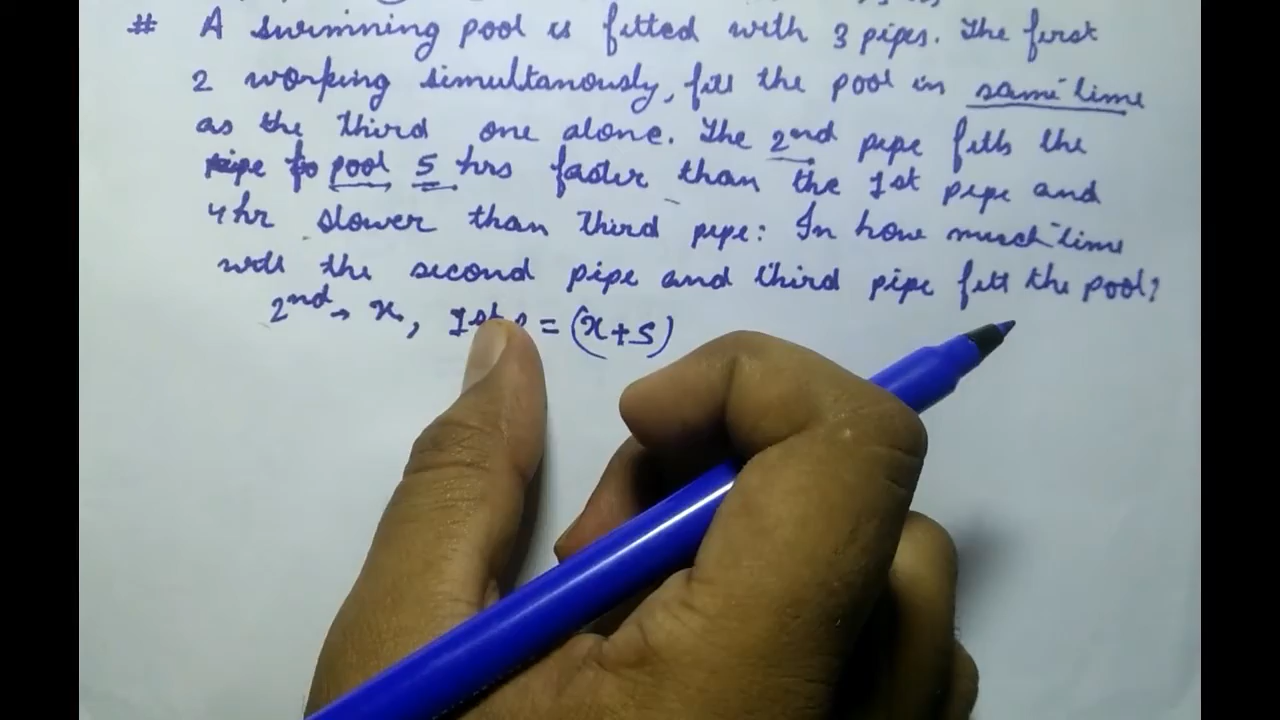 # A swimming pool is fitted with 3 pipes. The first
2 working simultanously, fill the pool in same time
as the third one alone. The 2nd pipe fills the
pool 5 hrs faster than the 1st pipe and
4hr slower than third pipe: In how much time
will the second pipe and third pipe fill the pool?
2nd → x, 1st = (x+5)